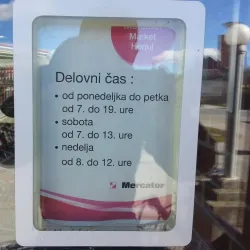 Market
Delovni čas :
• od ponedeljka do petka
od 7. do 19. ure
• sobota
od 7. do 13. ure
• nedelja
od 8. do 12. ure
Mercator